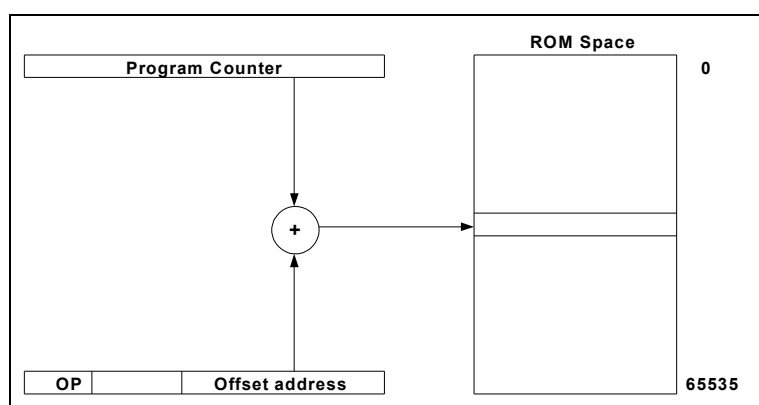 ROM Space
Program Counter
0
+
OP
Offset address
65535